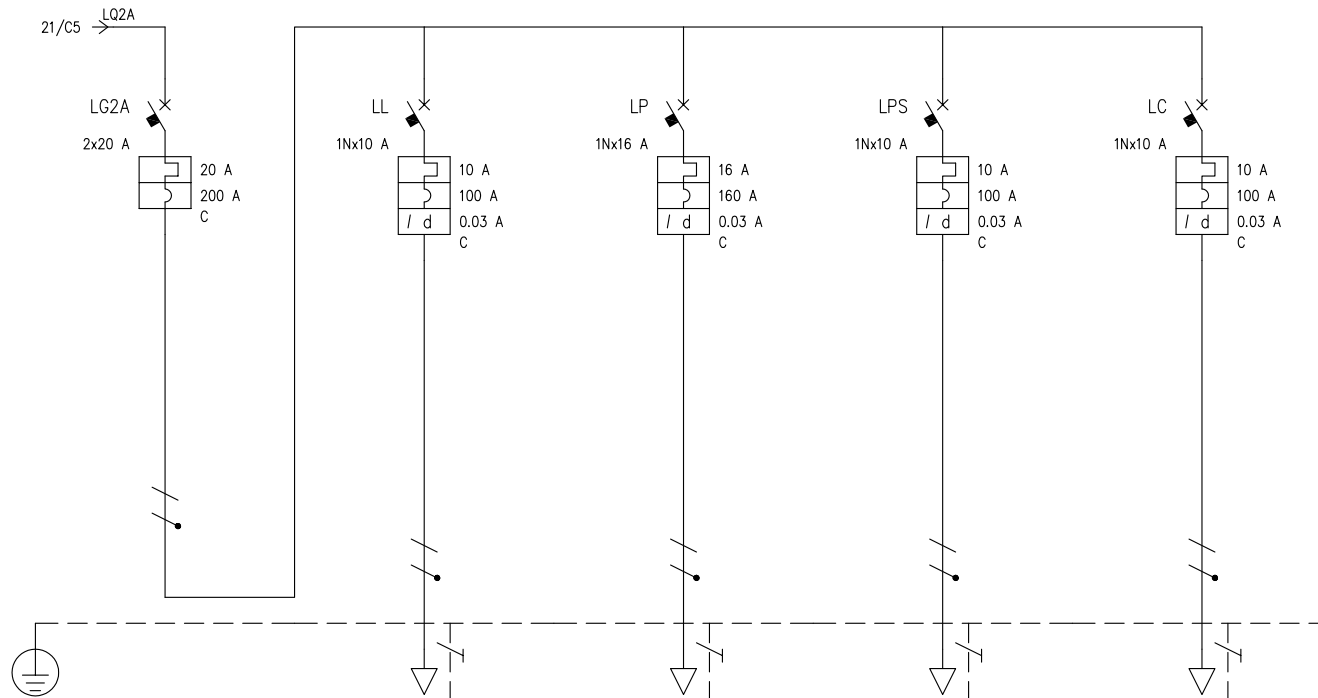 LQ2A
21/C5
LG2A
LL
LP
LPS
LC
2x20 A
1Nx10 A
1Nx16 A
1Nx10 A
1Nx10 A
20 A
10 A
16 A
10 A
10 A
200 A
100 A
160 A
100 A
100 A
C
I d
0.03 A
I d
0.03 A
I d
0.03 A
I d
0.03 A
C
C
C
C